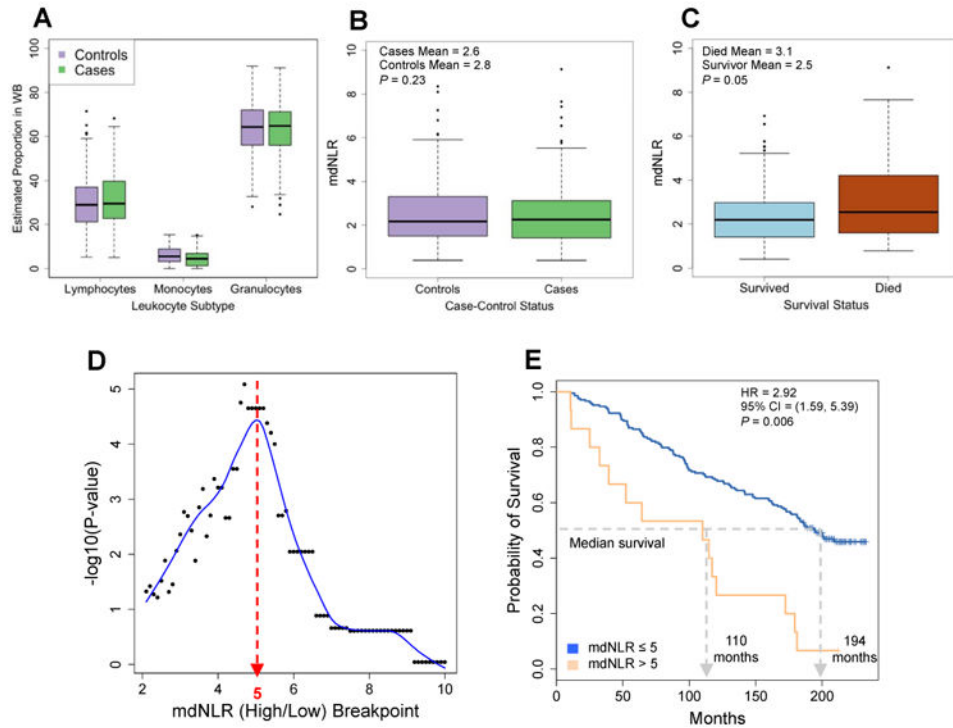 A
Controls
Cases
Estimated Proportion in WB
100
80
60
40
20
0
Lymphocytes
Monocytes
Granulocytes
Leukocyte Subtype
B
Cases Mean = 2.6
Controls Mean = 2.8
P = 0.23
mdNLR
10
8
6
4
2
0
Controls
Cases
Case-Control Status
C
Died Mean = 3.1
Survivor Mean = 2.5
P = 0.05
mdNLR
10
8
6
4
2
0
Survived
Died
Survival Status
D
-log10(P-value)
5
4
3
2
1
0
2
4
5
6
8
10
mdNLR (High/Low) Breakpoint
E
HR = 2.92
95% CI = (1.59, 5.39)
P = 0.006
Probability of Survival
1.0
0.8
0.6
0.4
0.2
0.0
Median survival
mdNLR ≤ 5
mdNLR > 5
110
months
194
months
0
50
100
150
200
Months